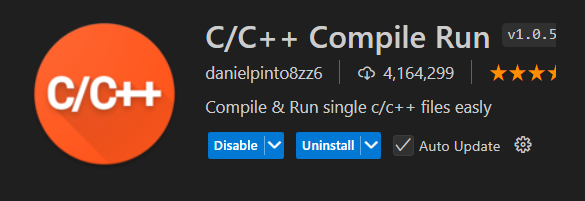 C/C++
C/C++ Compile Run v1.0.5
danielpinto8zz6 4,164,299
Compile & Run single c/c++ files easly
Disable Uninstall Auto Update